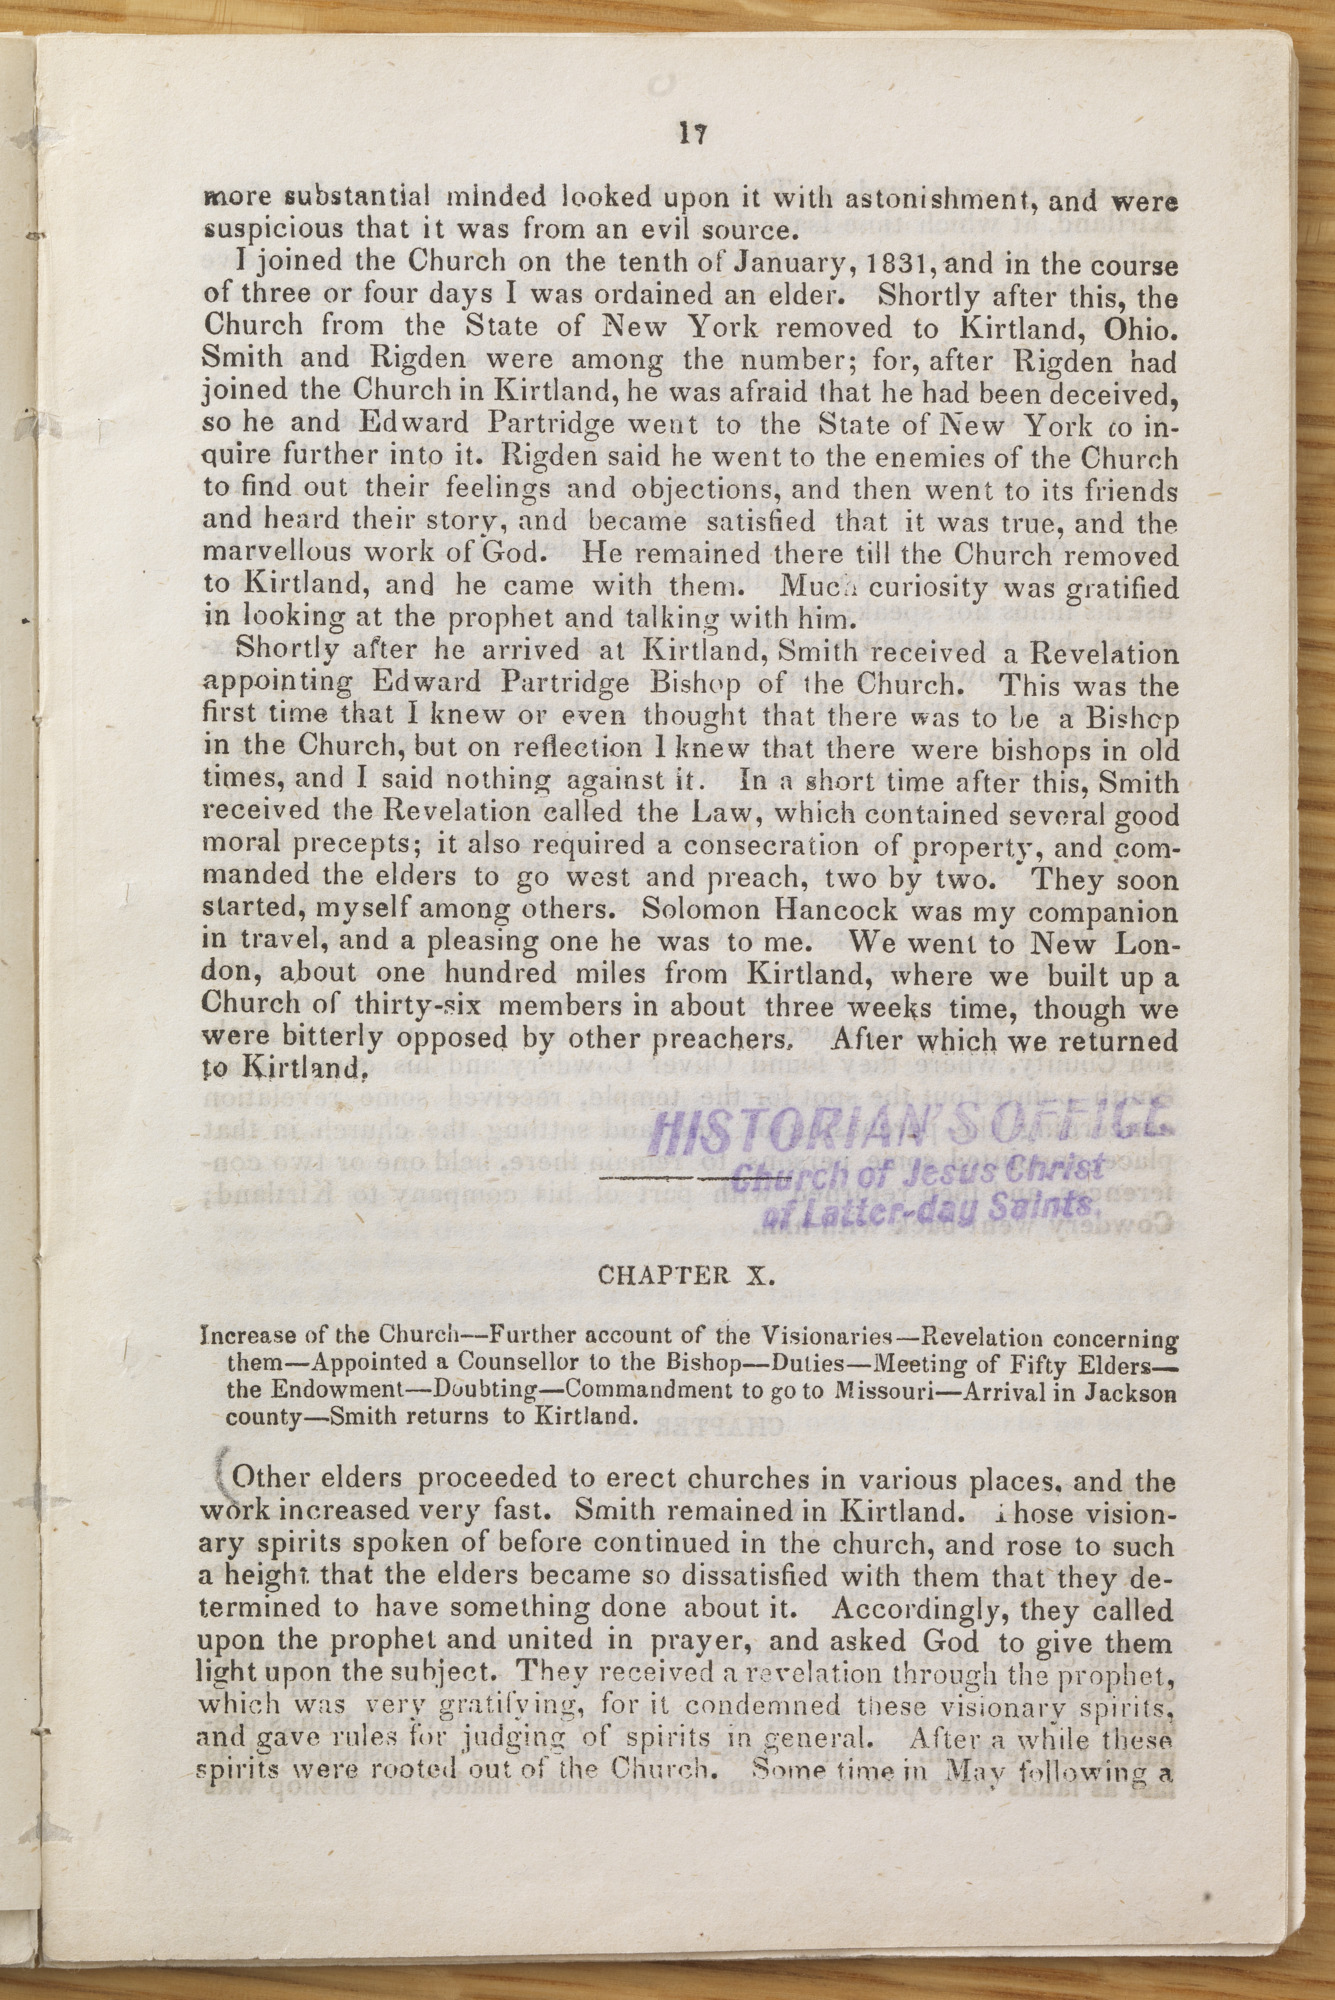 17
more substantial minded looked upon it with astonishment, and were
suspicious that it was from an evil source.
I joined the Church on the tenth of January, 1831, and in the course
of three or four days I was ordained an elder. Shortly after this, the
Church from the State of New York removed to Kirtland, Ohio.
Smith and Rigden were among the number; for, after Rigden had
joined the Church in Kirtland, he was afraid that he had been deceived,
so he and Edward Partridge went to the State of New York to in-
quire further into it. Rigden said he went to the enemies of the Church
to find out their feelings and objections, and then went to its friends
and heard their story, and became satisfied that it was true, and the
marvellous work of God. He remained there till the Church removed
to Kirtland, and he came with them. Much curiosity was gratified
in looking at the prophet and talking with him.
Shortly after he arrived at Kirtland, Smith received a Revelation
appointing Edward Partridge Bishop of the Church. This was the
first time that I knew or even thought that there was to be a Bishop
in the Church, but on reflection I knew that there were bishops in old
times, and I said nothing against it. In a short time after this, Smith
received the Revelation called the Law, which contained several good
moral precepts; it also required a consecration of property, and com-
manded the elders to go west and preach, two by two. They soon
started, myself among others. Solomon Hancock was my companion
in travel, and a pleasing one he was to me. We went to New Lon-
don, about one hundred miles from Kirtland, where we built up a
Church of thirty-six members in about three weeks time, though we
were bitterly opposed by other preachers. After which we returned
to Kirtland.
HISTORIAN'S OFFICE
Church of Jesus Christ
of Latter-day Saints.
CHAPTER X.
Increase of the Church—Further account of the Visionaries—Revelation concerning
them—Appointed a Counsellor to the Bishop—Duties—Meeting of Fifty Elders—
the Endowment—Doubting—Commandment to go to Missouri—Arrival in Jackson
county—Smith returns to Kirtland.
(Other elders proceeded to erect churches in various places, and the
work increased very fast. Smith remained in Kirtland. Those vision-
ary spirits spoken of before continued in the church, and rose to such
a height that the elders became so dissatisfied with them that they de-
termined to have something done about it. Accordingly, they called
upon the prophet and united in prayer, and asked God to give them
light upon the subject. They received a revelation through the prophet,
which was very gratifying, for it condemned these visionary spirits,
and gave rules for judging of spirits in general. After a while these
spirits were rooted out of the Church. Some time in May following a